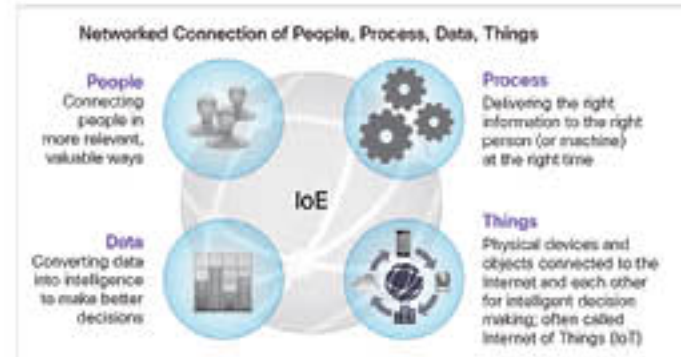 Networked Connection of People, Process, Data, Things
People
Connecting
people in
more relevant,
valuable ways
Process
Delivering the right
information to the right
person (or machine)
at the right time
IoE
Data
Converting data
into intelligence
to make better
decisions
Things
Physical devices and
objects connected to the
Internet and each other
for intelligent decision
making; often called
Internet of Things (IoT)